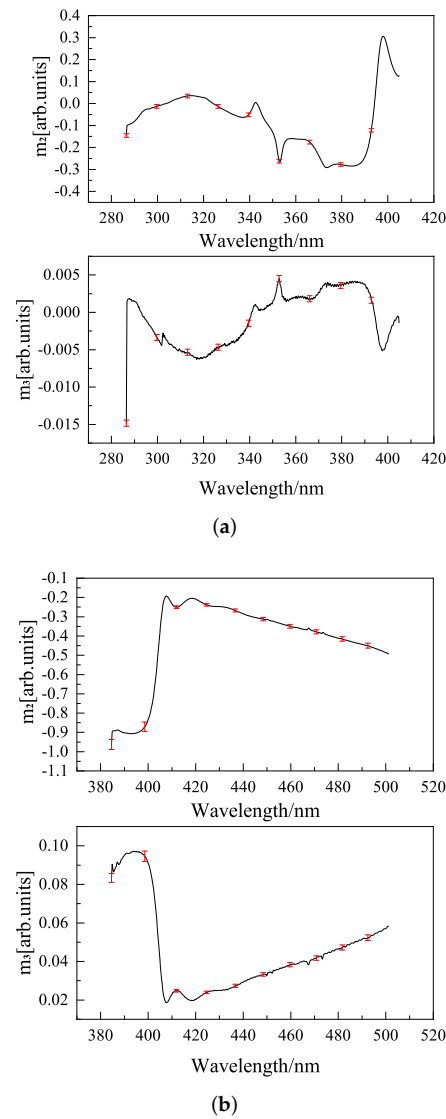 0.4
0.3
0.2
0.1
0.0
-0.1
-0.2
-0.3
-0.4
m₂[arb.units]
280 300 320 340 360 380 400 420
Wavelength/nm
0.005
0.000
-0.005
-0.010
-0.015
m₃[arb.units]
280 300 320 340 360 380 400 420
Wavelength/nm
(a)
-0.1
-0.2
-0.3
-0.4
-0.5
-0.6
-0.7
-0.8
-0.9
-1.0
-1.1
m₂[arb.units]
380 400 420 440 460 480 500 520
Wavelength/nm
0.10
0.08
0.06
0.04
0.02
m₃[arb.units]
360 380 400 420 440 460 480 500 520
Wavelength/nm
(b)